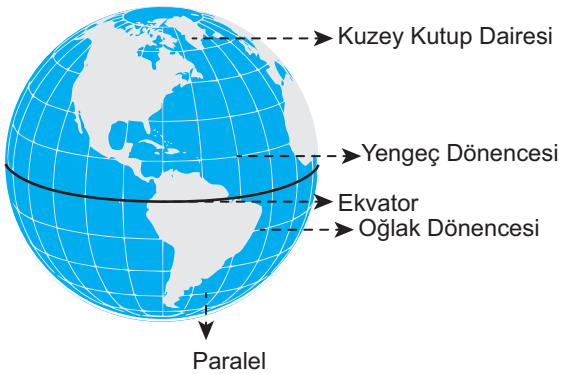 Kuzey Kutup Dairesi
Yengeç Dönencesi
Ekvator
Oğlak Dönencesi
Paralel